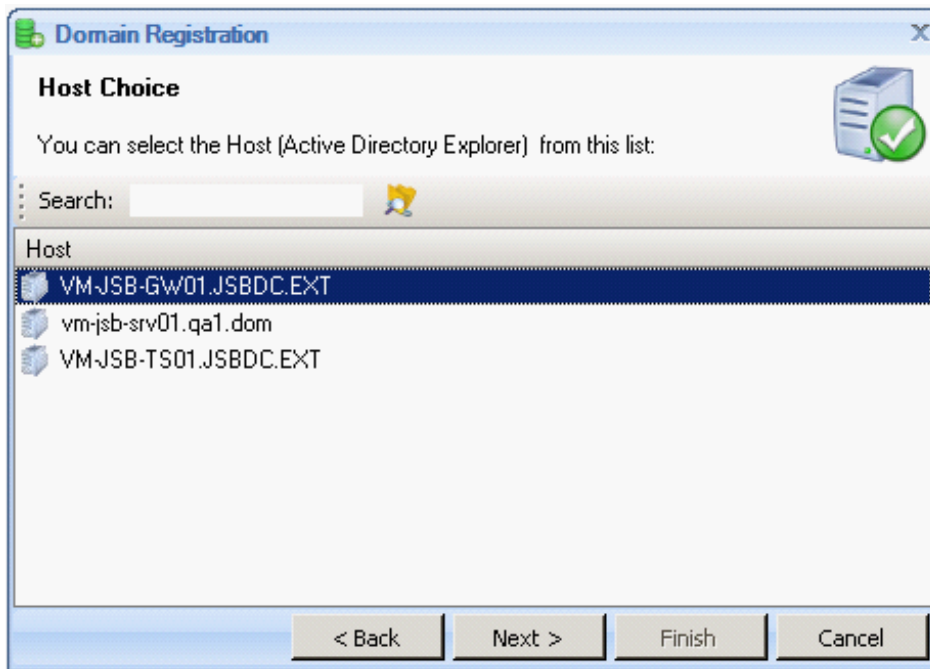 Domain Registration
Host Choice
You can select the Host (Active Directory Explorer) from this list:
Search:
Host
VM-JSB-GW01.JSBDC.EXT
vm-jsb-srv01.qa1.dom
VM-JSB-TS01.JSBDC.EXT
< Back Next > Finish Cancel